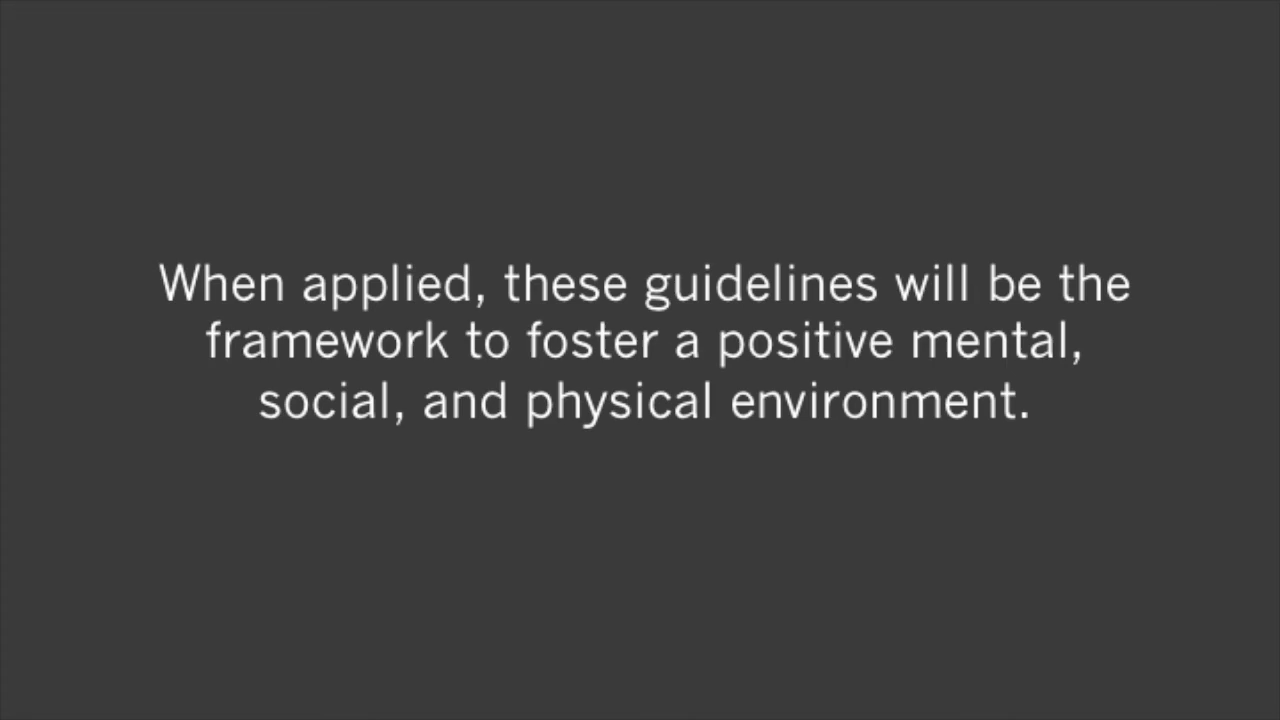 When applied, these guidelines will be the
framework to foster a positive mental,
social, and physical environment.